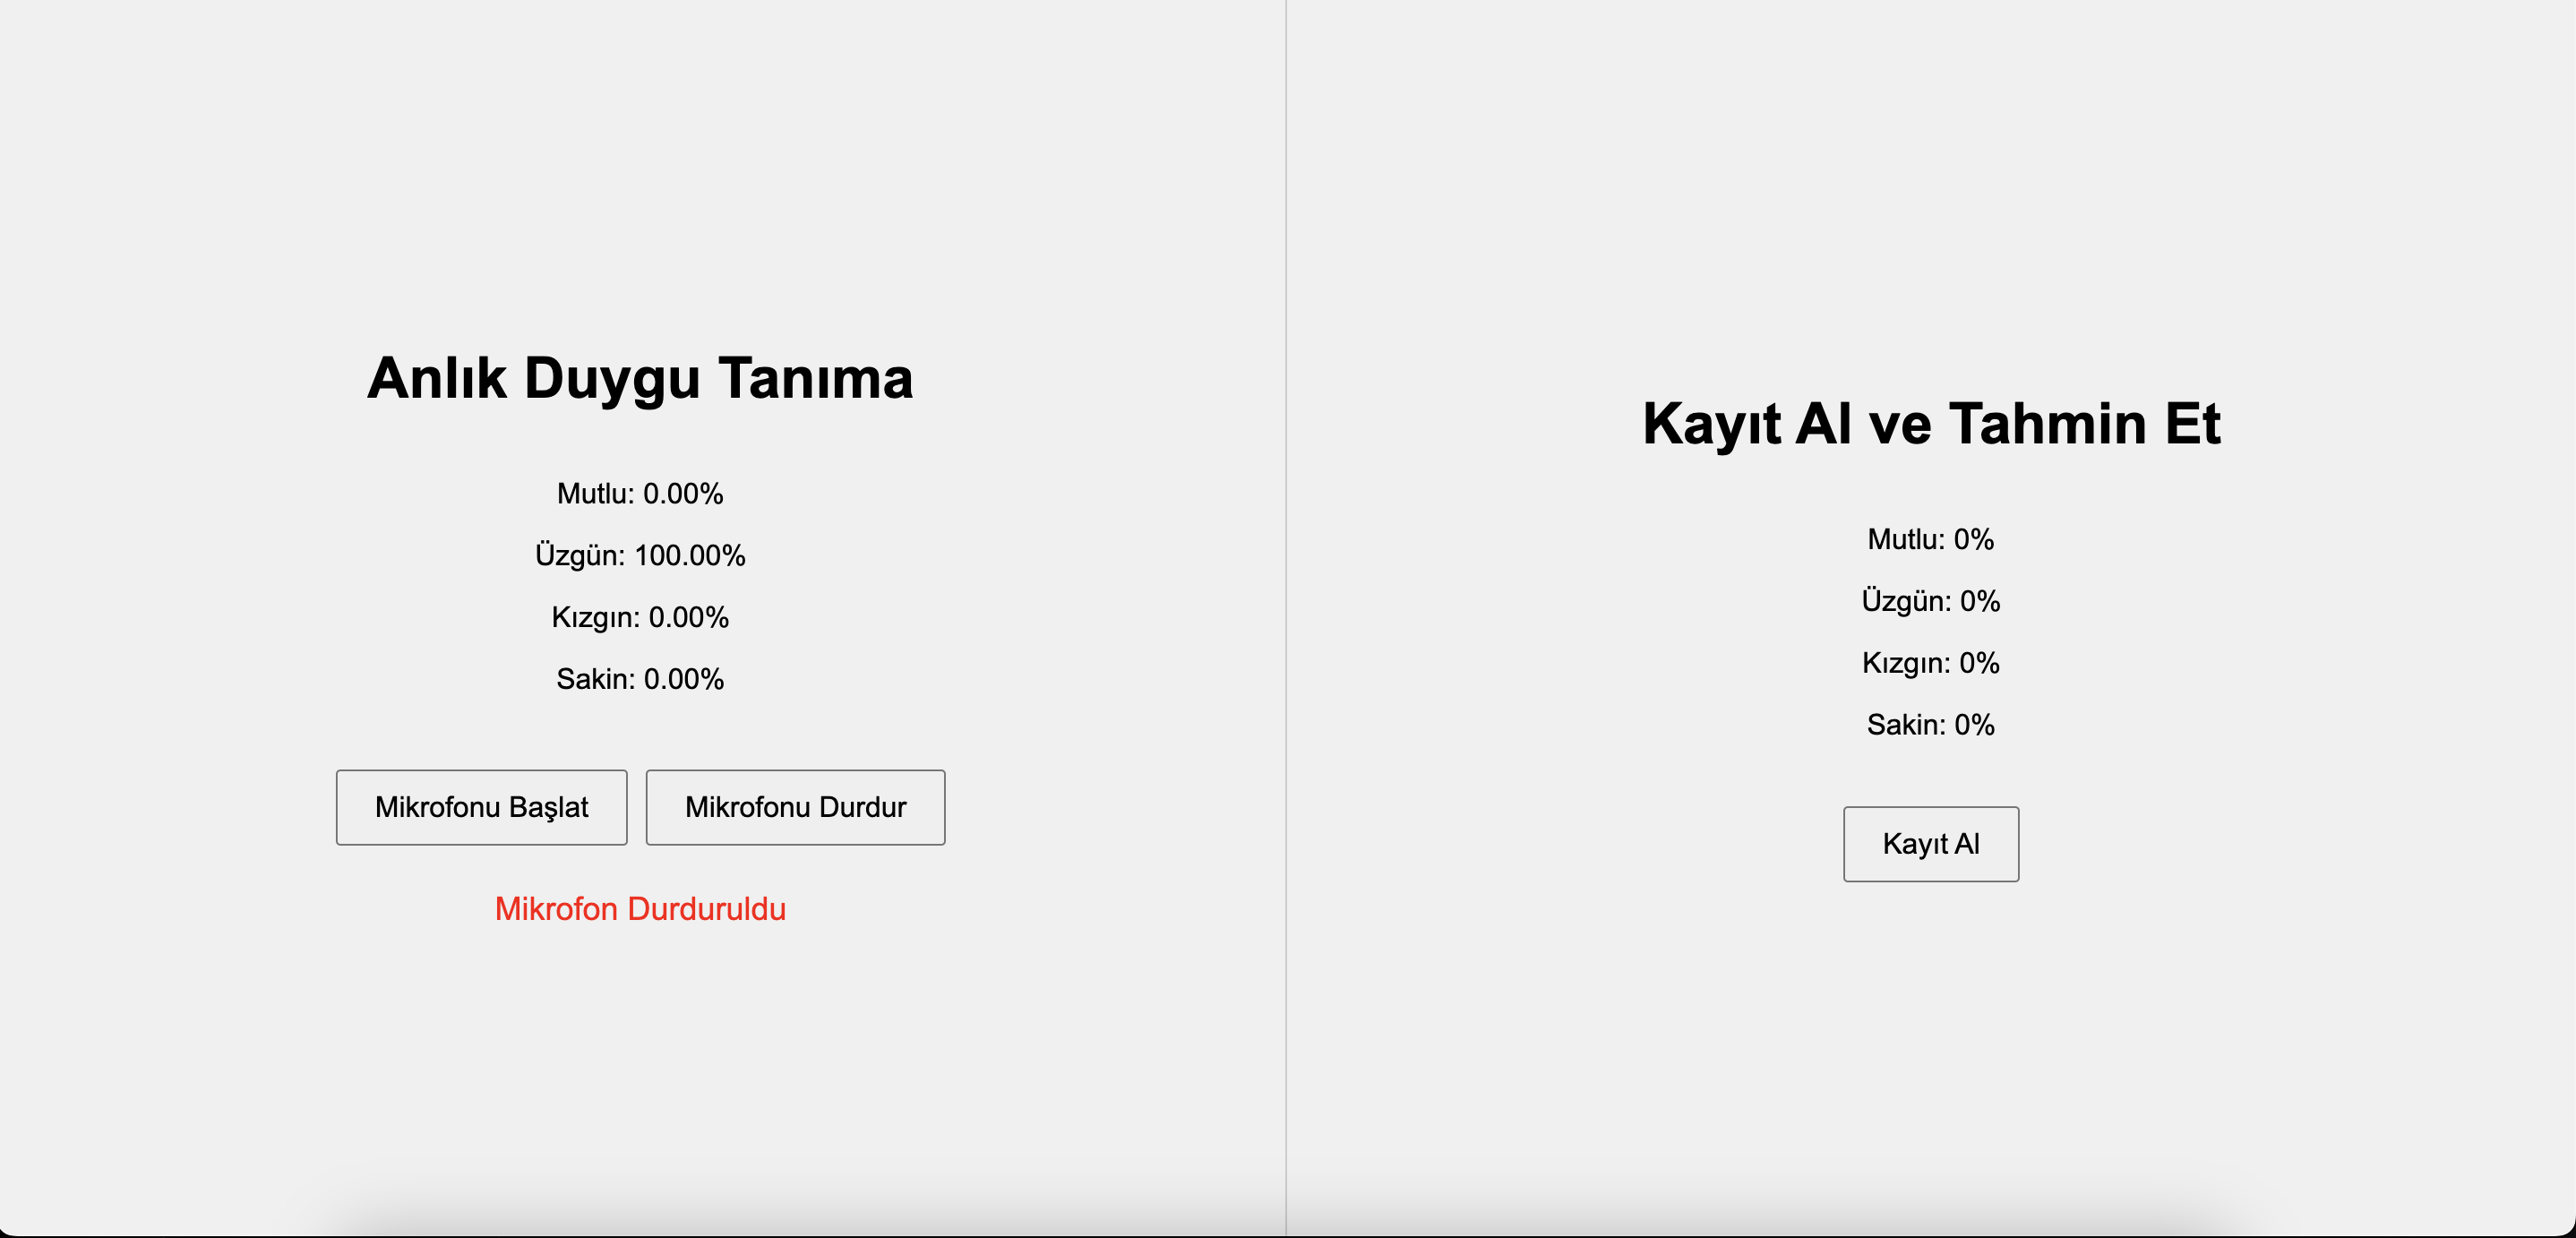 Anlık Duygu Tanıma
Mutlu: 0.00%
Üzgün: 100.00%
Kızgın: 0.00%
Sakin: 0.00%
Mikrofonu Başlat
Mikrofonu Durdur
Mikrofon Durduruldu
Kayıt Al ve Tahmin Et
Mutlu: 0%
Üzgün: 0%
Kızgın: 0%
Sakin: 0%
Kayıt Al